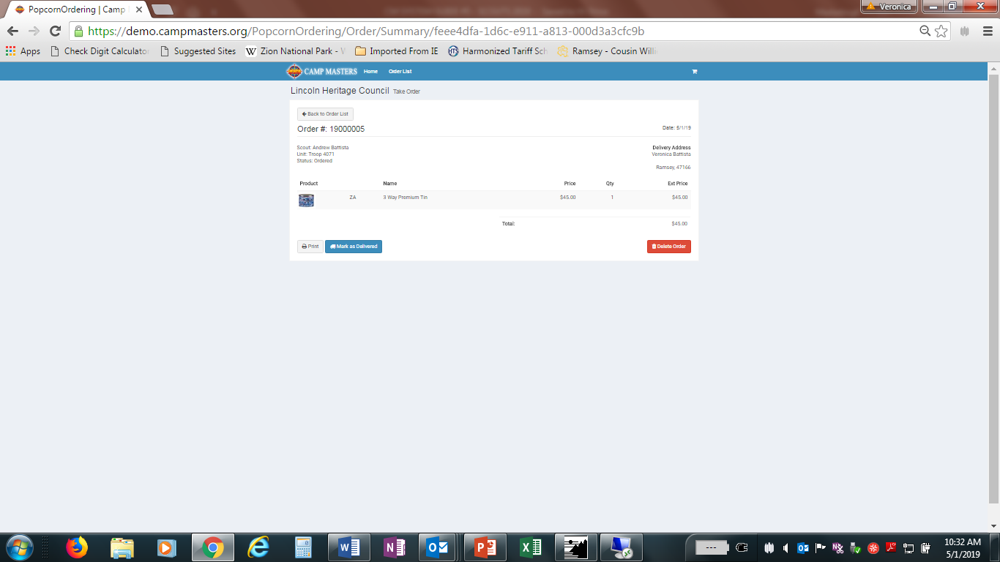 PopcornOrdering | Camp
Veronica
https://demo.campmasters.org/PopcornOrdering/Order/Summary/feee4dfa-1d6c-e911-a813-000d3a3cfc9b
Apps Check Digit Calculator Suggested Sites W Zion National Park - W Imported From IE HTS Harmonized Tariff Sch Ramsey - Cousin Willi
CAMP MASTERS Home Order List
Lincoln Heritage Council Take Order
Back to Order List
Order #: 19000005 Date: 5/1/19
Scout: Andrew Battista Delivery Address
Unit: Troop 4071 Veronica Battista
Status: Ordered
Ramsey, 47166
Product Name Price Qty Ext Price
ZA 3 Way Premium Tin $45.00 1 $45.00
Total: $45.00
Print Mark as Delivered Delete Order
10:32 AM
5/1/2019